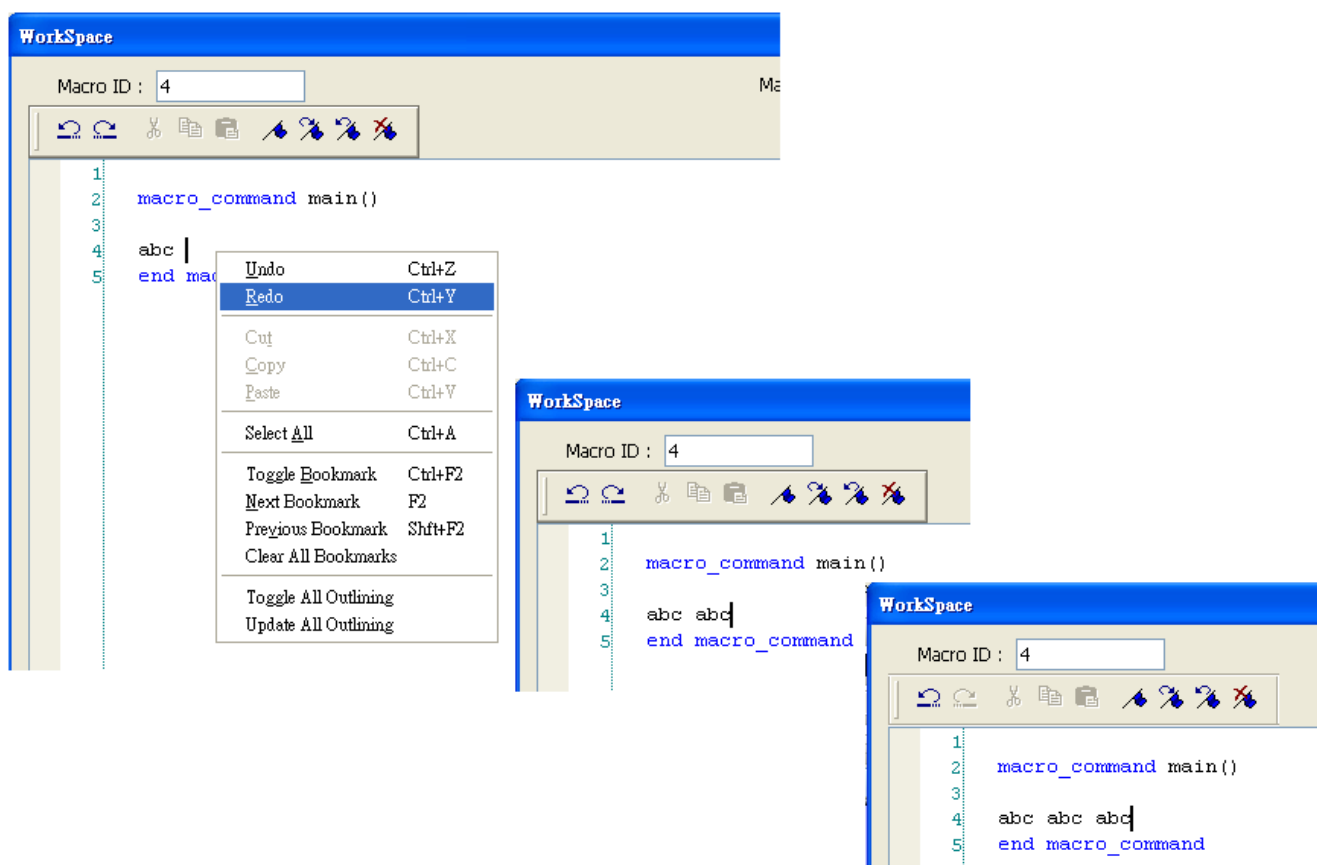 WorkSpace
Macro ID : 4
Ma
1
2 macro_command main()
3
4 abc
5 end mac
Undo Ctrl+Z
Redo Ctrl+Y
Cut Ctrl+X
Copy Ctrl+C
Paste Ctrl+V
Select All Ctrl+A
Toggle Bookmark Ctrl+F2
Next Bookmark F2
Previous Bookmark Shft+F2
Clear All Bookmarks
Toggle All Outlining
Update All Outlining
WorkSpace
Macro ID : 4
1
2 macro_command main()
3
4 abc abc
5 end macro_command
WorkSpace
Macro ID : 4
1
2 macro_command main()
3
4 abc abc abc
5 end macro_command